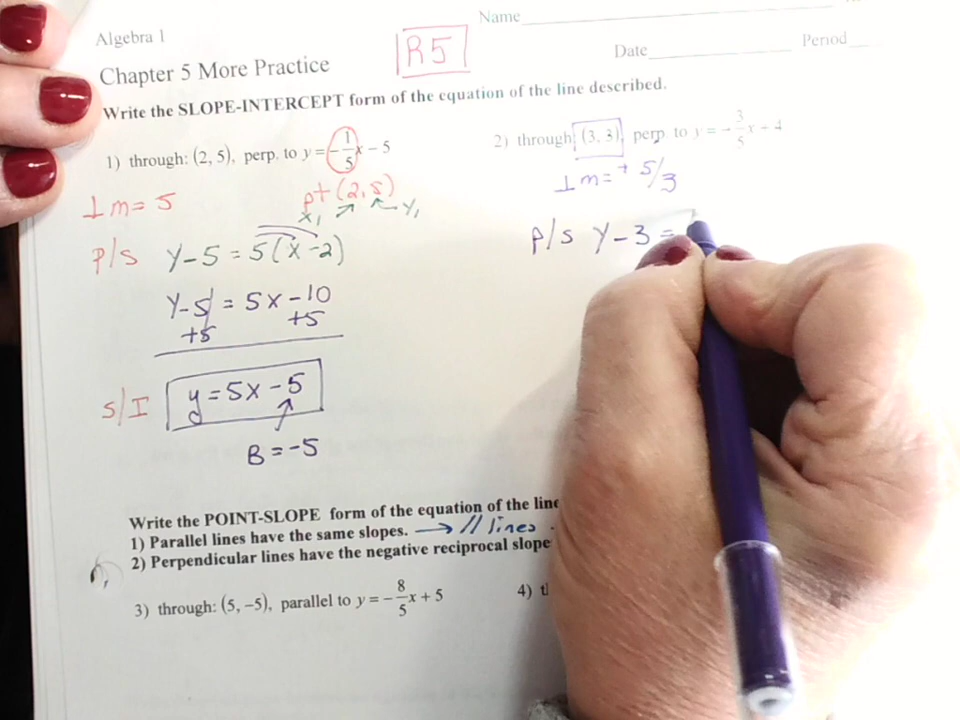 Name
Algebra 1
R5
Date Period
Chapter 5 More Practice
Write the SLOPE-INTERCEPT form of the equation of the line described.
1) through: (2, 5), perp. to y = -1/5 x - 5
⊥ m = 5
pt (2,5)
x₁ y₁
P/S y-5 = 5(x-2)
y-5 = 5x-10
+5 +5
S/I y = 5x - 5
B = -5
2) through: (3, 3), perp. to y = -3/5 x - 4
⊥ m = + 5/3
P/S y-3 =
Write the POINT-SLOPE form of the equation of the line
1) Parallel lines have the same slopes. → // lines
2) Perpendicular lines have the negative reciprocal slope
3) through: (5, -5), parallel to y = -8/5 x + 5
4)